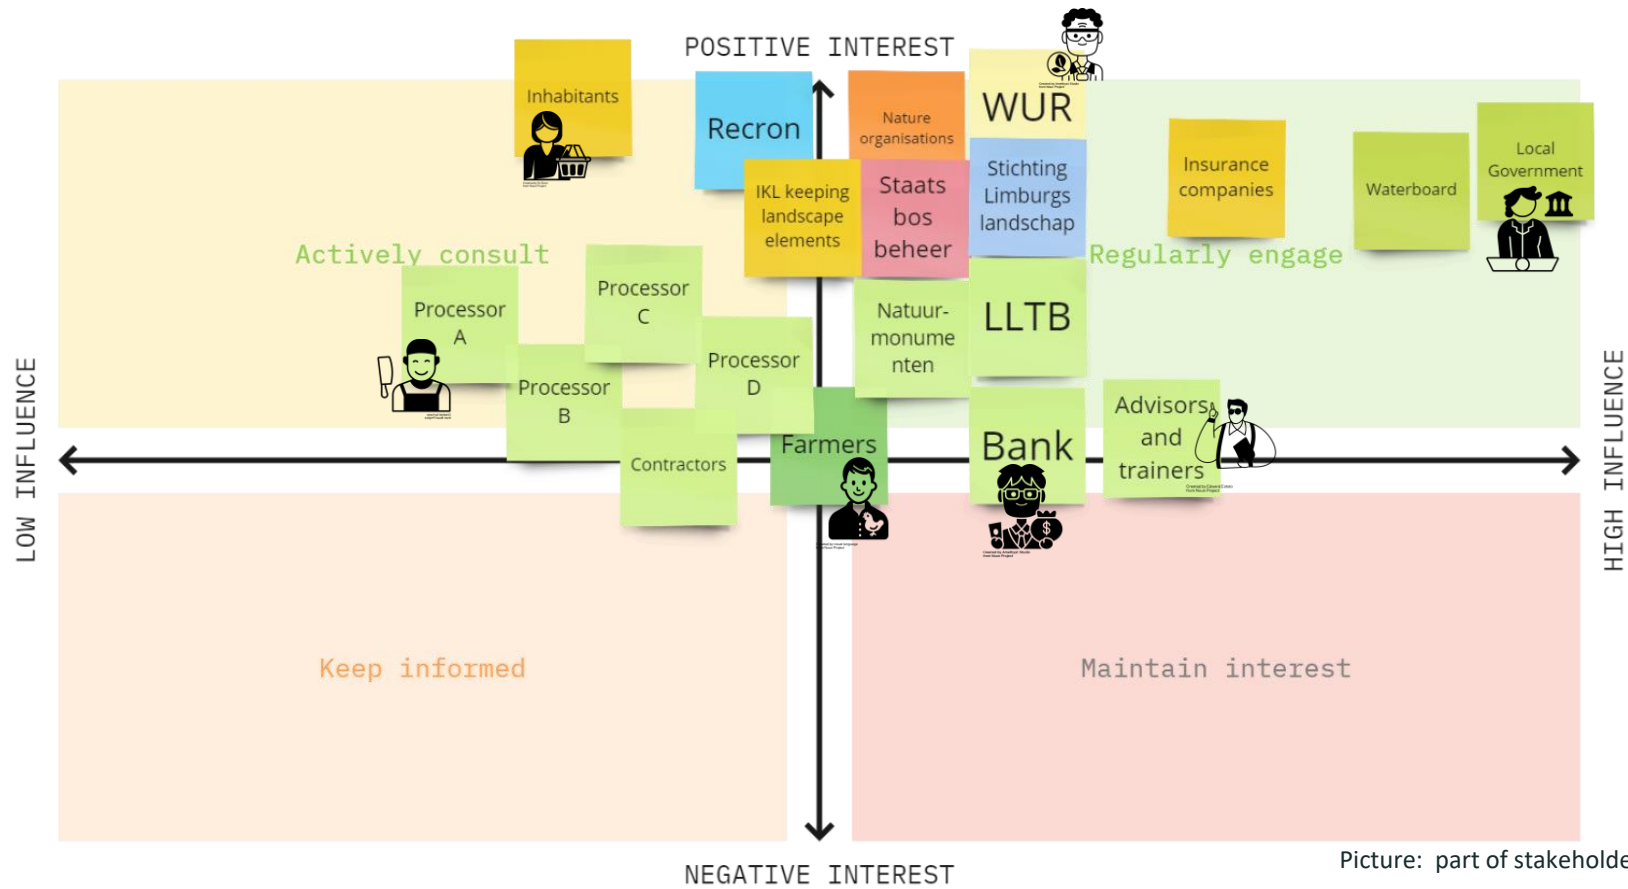 POSITIVE INTEREST
Inhabitants
Recron
Nature
organisations
WUR
Insurance
companies
Waterboard
Local
Government
IKL keeping
landscape
elements
Staats
bos
beheer
Stichting
Limburgs
landschap
Actively consult
Regularly engage
Processor
A
Processor
B
Processor
C
Processor
D
Natuur-
monume
nten
LLTB
Contractors
Farmers
Bank
Advisors
and
trainers
LOW INFLUENCE
HIGH INFLUENCE
Keep informed
Maintain interest
NEGATIVE INTEREST
Picture: part of stakeholde